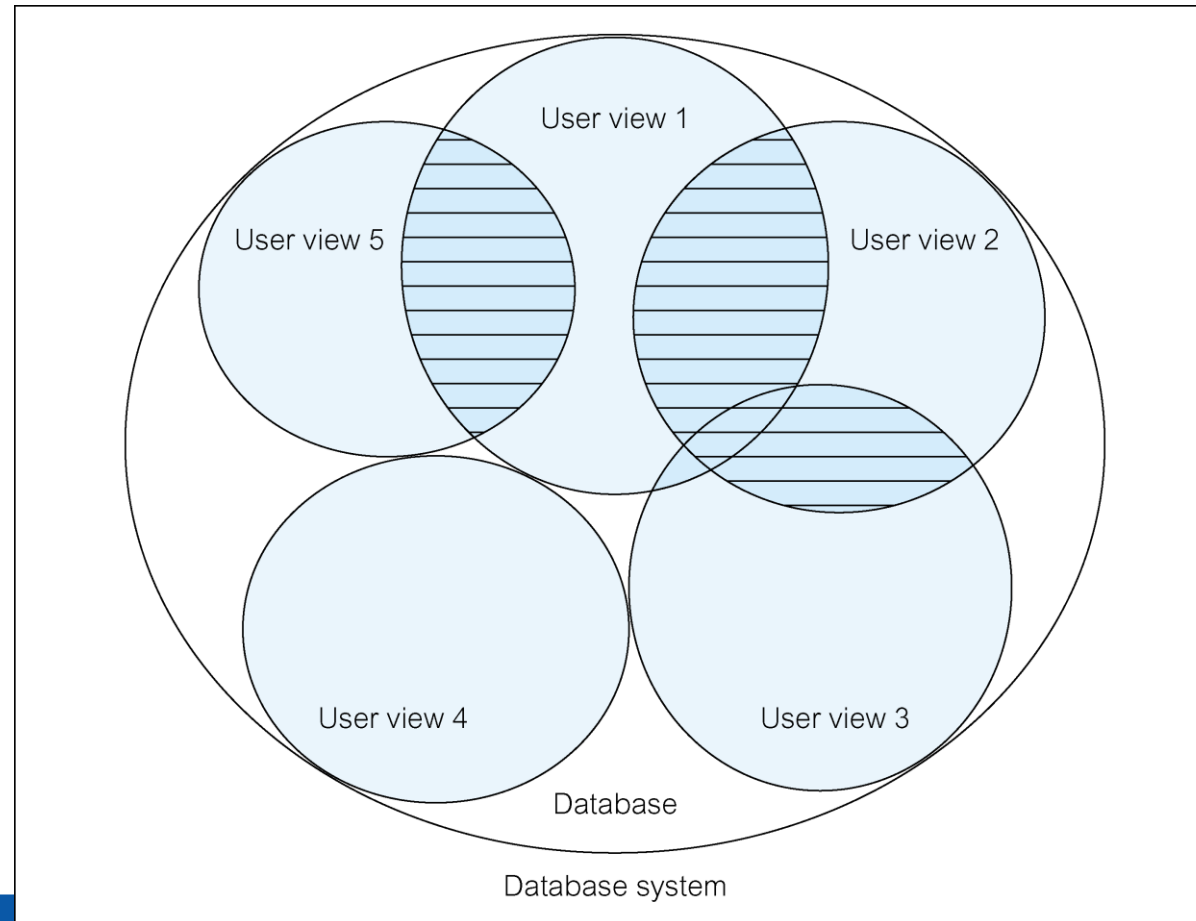 User view 1
User view 5
User view 2
User view 4
User view 3
Database
Database system